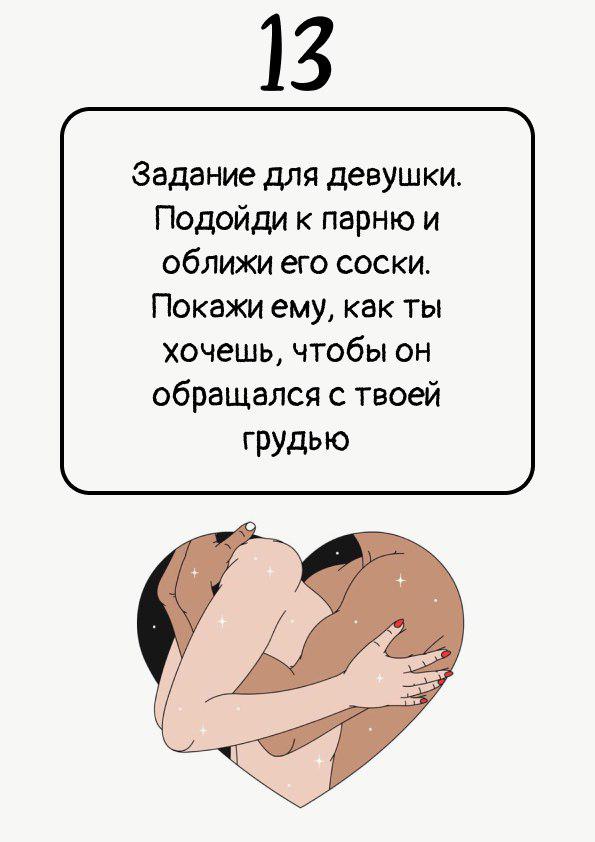 13
Задание для девушки.
Подойди к парню и
оближи его соски.
Покажи ему, как ты
хочешь, чтобы он
обращался с твоей
грудью